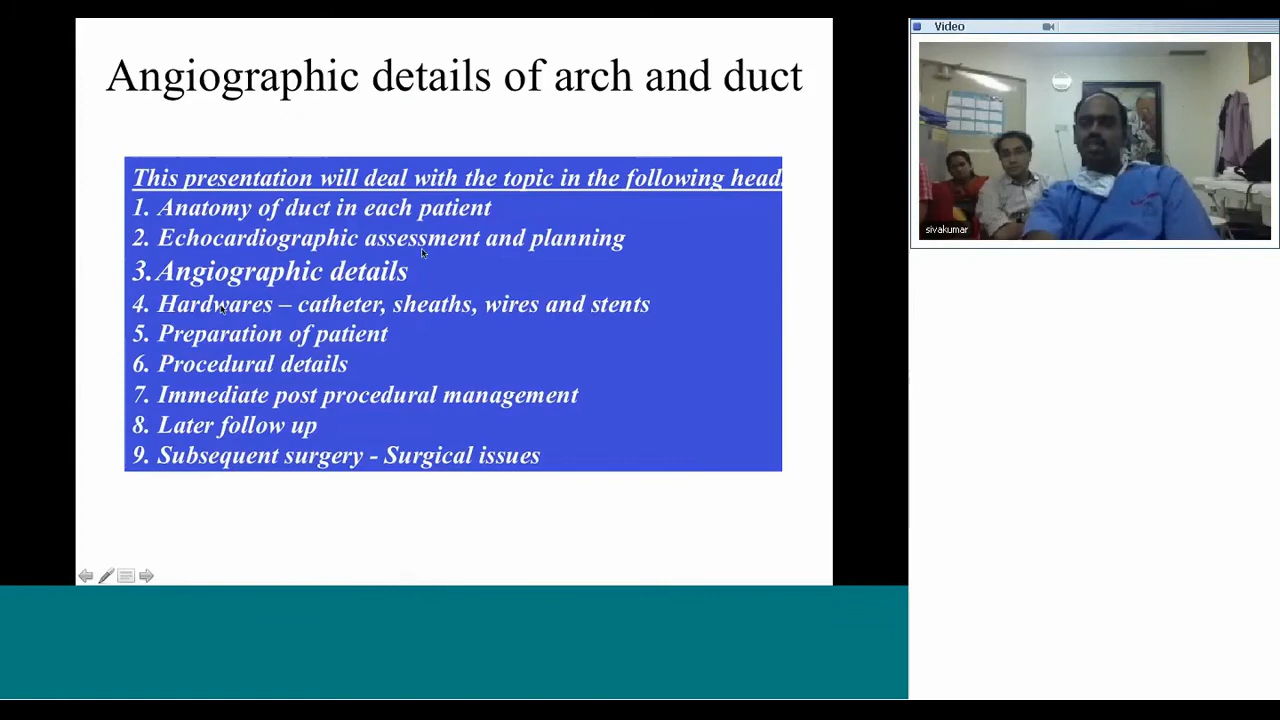 Angiographic details of arch and duct
This presentation will deal with the topic in the following head
1. Anatomy of duct in each patient
2. Echocardiographic assessment and planning
3. Angiographic details
4. Hardwares – catheter, sheaths, wires and stents
5. Preparation of patient
6. Procedural details
7. Immediate post procedural management
8. Later follow up
9. Subsequent surgery - Surgical issues
Video
sivakumar